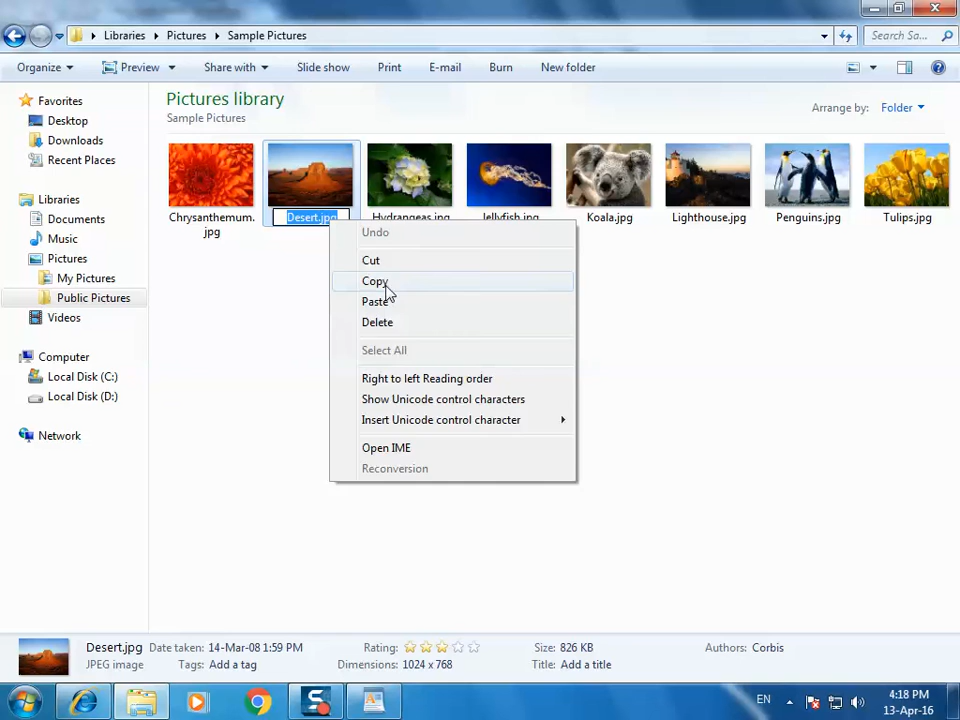 Libraries Pictures Sample Pictures Search Sa...
Organize Preview Share with Slide show Print E-mail Burn New folder
Favorites
Desktop
Downloads
Recent Places
Libraries
Documents
Music
Pictures
My Pictures
Public Pictures
Videos
Computer
Local Disk (C:)
Local Disk (D:)
Network
Pictures library
Sample Pictures
Arrange by: Folder
Chrysanthemum.
jpg
Desert.jpg
Hydrangeas.jpg
Jellyfish.jpg
Koala.jpg
Lighthouse.jpg
Penguins.jpg
Tulips.jpg
Undo
Cut
Copy
Paste
Delete
Select All
Right to left Reading order
Show Unicode control characters
Insert Unicode control character
Open IME
Reconversion
Desert.jpg Date taken: 14-Mar-08 1:59 PM Rating: Size: 826 KB Authors: Corbis
JPEG image Tags: Add a tag Dimensions: 1024 x 768 Title: Add a title
EN
4:18 PM
13-Apr-16